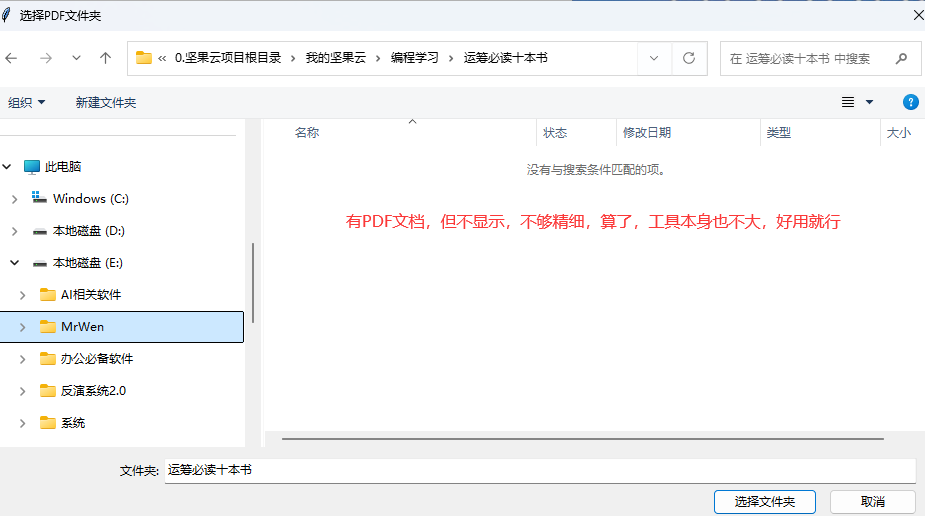 选择PDF文件夹
« 0.坚果云项目根目录 › 我的坚果云 › 编程学习 › 运筹必读十本书
在 运筹必读十本书 中搜索
组织
新建文件夹
?
名称
状态
修改日期
类型
大小
此电脑
Windows (C:)
本地磁盘 (D:)
本地磁盘 (E:)
AI相关软件
MrWen
办公必备软件
反演系统2.0
系统
没有与搜索条件匹配的项。
有PDF文档，但不显示，不够精细，算了，工具本身也不大，好用就行
文件夹: 运筹必读十本书
选择文件夹
取消